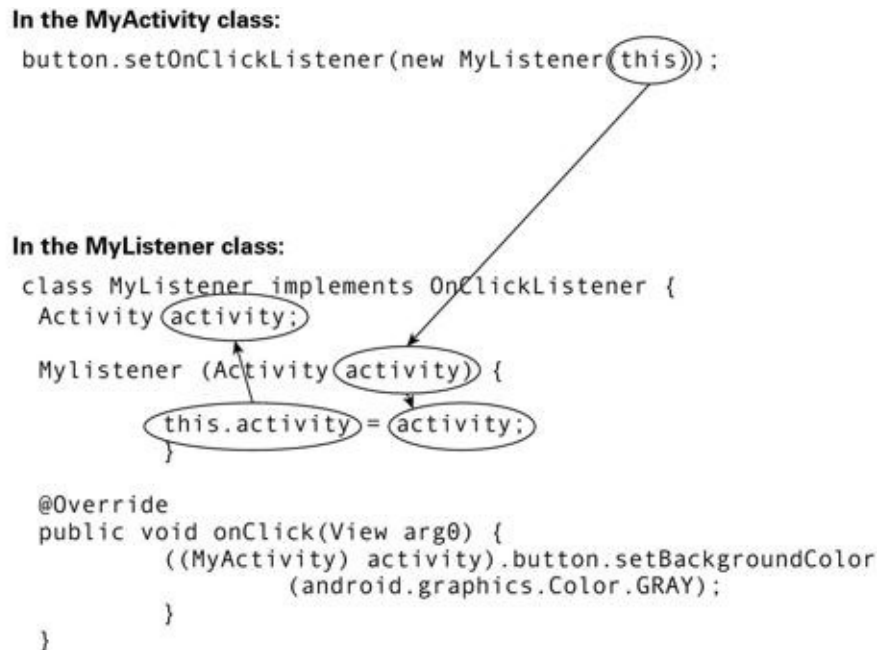 In the MyActivity class:
button.setOnClickListener(new MyListener(this));
In the MyListener class:
class MyListener implements OnClickListener {
Activity activity;
Mylistener (Activity activity) {
this.activity = activity;
}
@Override
public void onClick(View arg0) {
((MyActivity) activity).button.setBackgroundColor
(android.graphics.Color.GRAY);
}
}